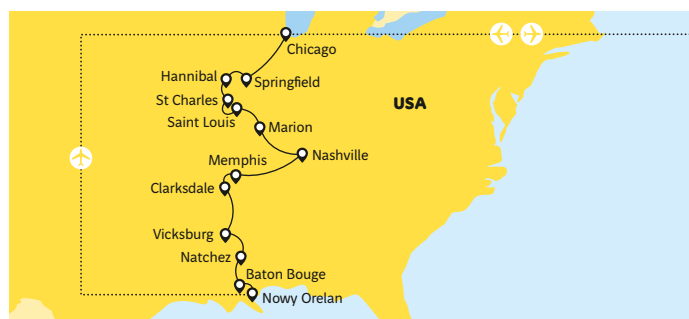 Chicago
Hannibal
Springfield
St Charles
USA
Saint Louis
Marion
Nashville
Memphis
Clarksdale
Vicksburg
Natchez
Baton Bouge
Nowy Orelan